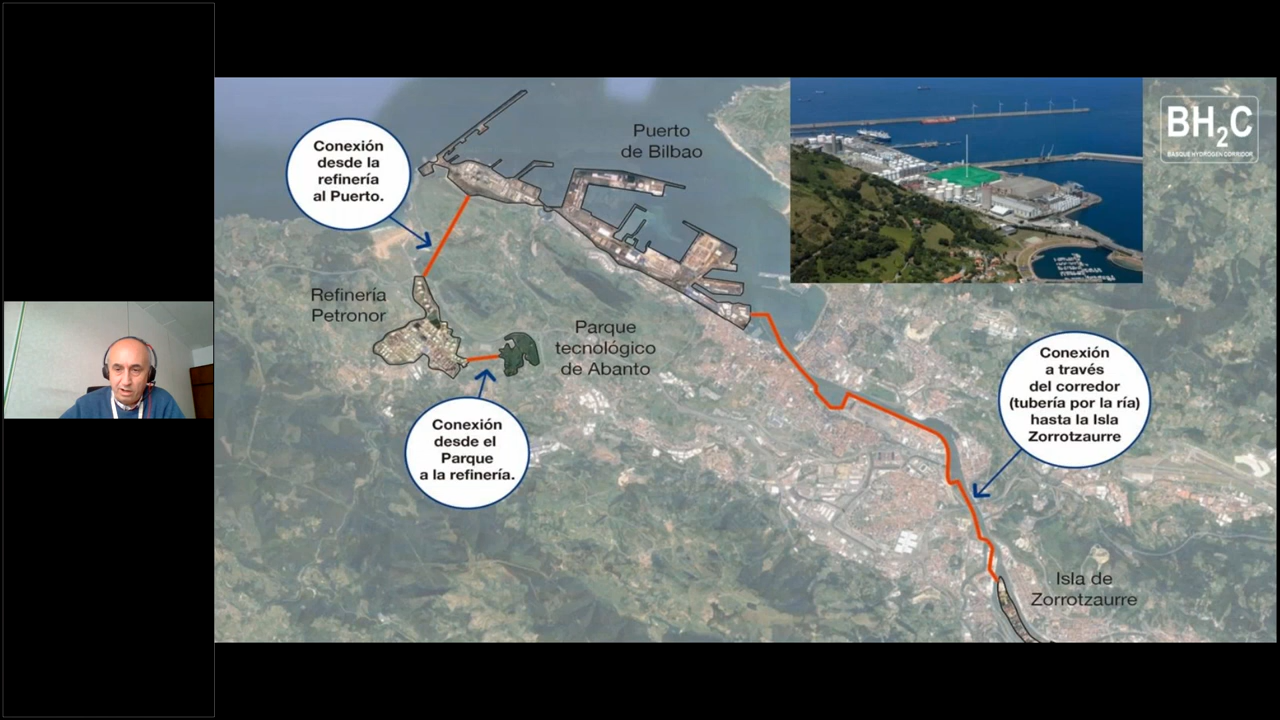 Conexión
desde la
refinería
al Puerto.
Puerto
de Bilbao
BH2C
BASQUE HYDROGEN CORRIDOR
Refinería
Petronor
Parque
tecnológico
de Abanto
Conexión
desde el
Parque
a la refinería.
Conexión
a través
del corredor
(tubería por la ría)
hasta la Isla
Zorrotzaurre
Isla de
Zorrotzaurre